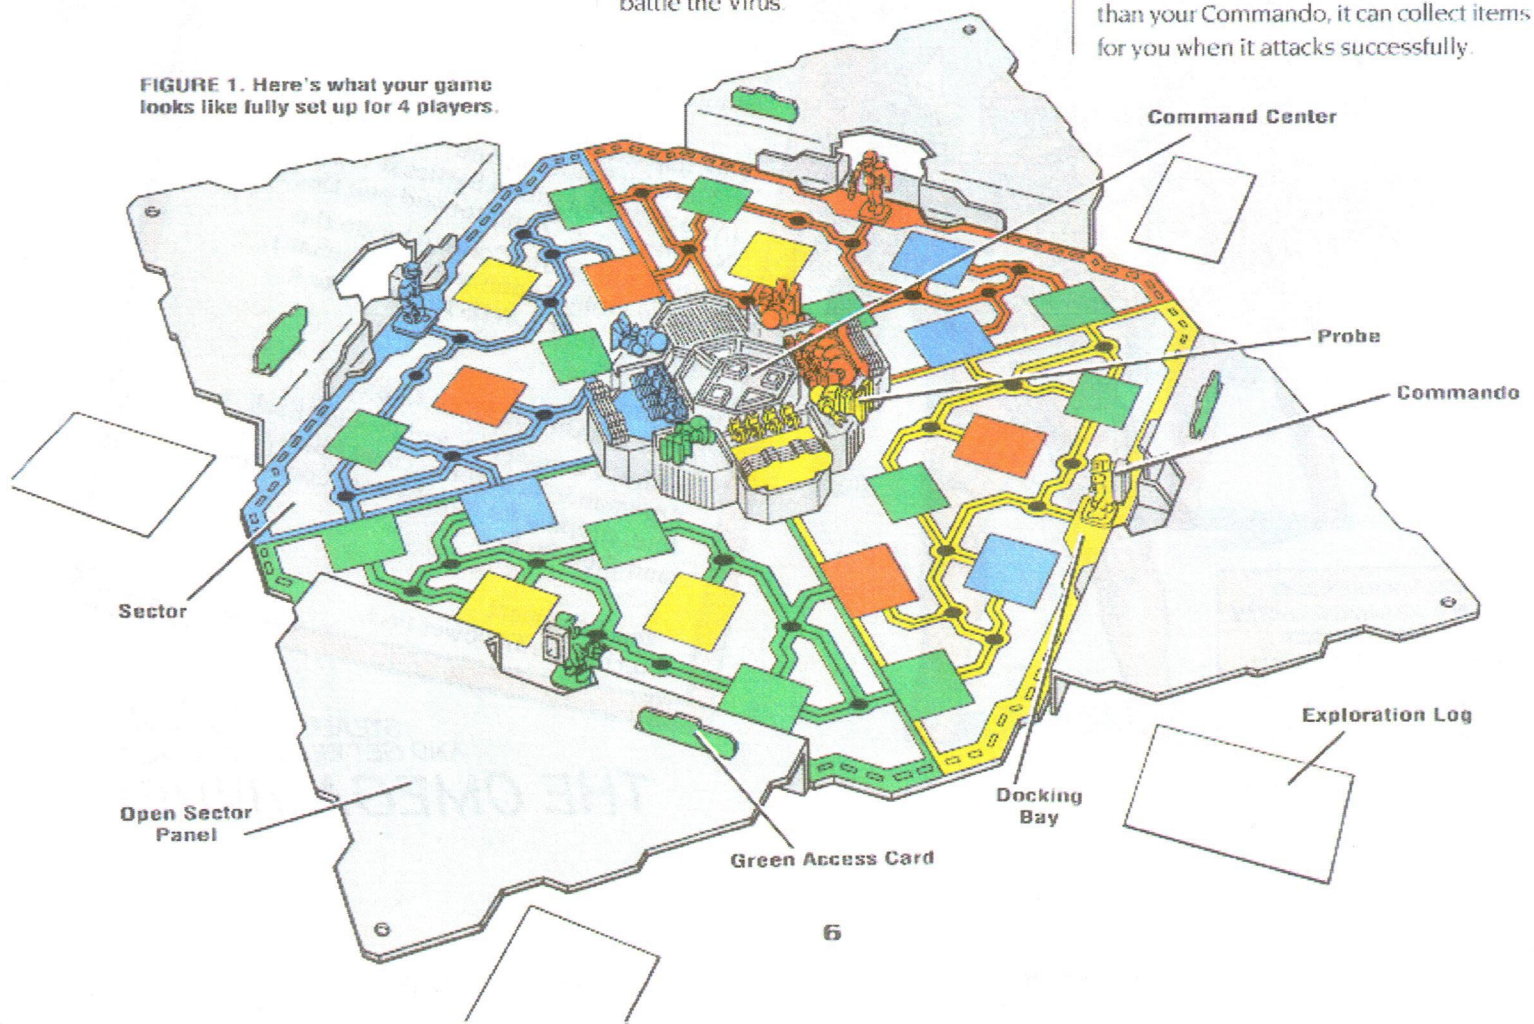 battle the Virus.
than your Commando, it can collect items
for you when it attacks successfully.
FIGURE 1. Here's what your game
looks like fully set up for 4 players.
Command Center
Probe
Commando
Sector
Exploration Log
Docking
Bay
Open Sector
Panel
Green Access Card
THE OMEGA
6